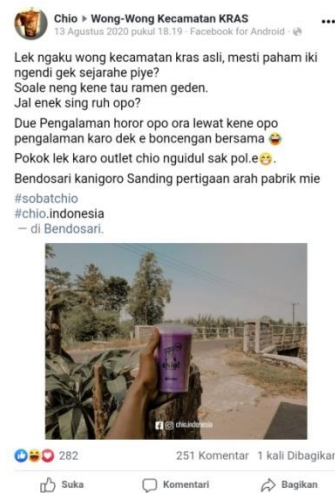 Chio ▸ Wong-Wong Kecamatan KRAS
13 Agustus 2020 pukul 18.19 · Facebook for Android ·
Lek ngaku wong kecamatan kras asli, mesti paham iki
ngendi gek sejarahe piye?
Soale neng kene tau ramen geden.
Jal enek sing ruh opo?
Due Pengalaman horor opo ora lewat kene opo
pengalaman karo dek e boncengan bersama 😂
Pokok lek karo outlet chio nguidul sak pol.e😁.
Bendosari kanigoro Sanding pertigaan arah pabrik mie
#sobatchio
#chio.indonesia
— di Bendosari.
chio.indonesia
282
251 Komentar 1 kali Dibagikan
Suka Komentari Bagikan